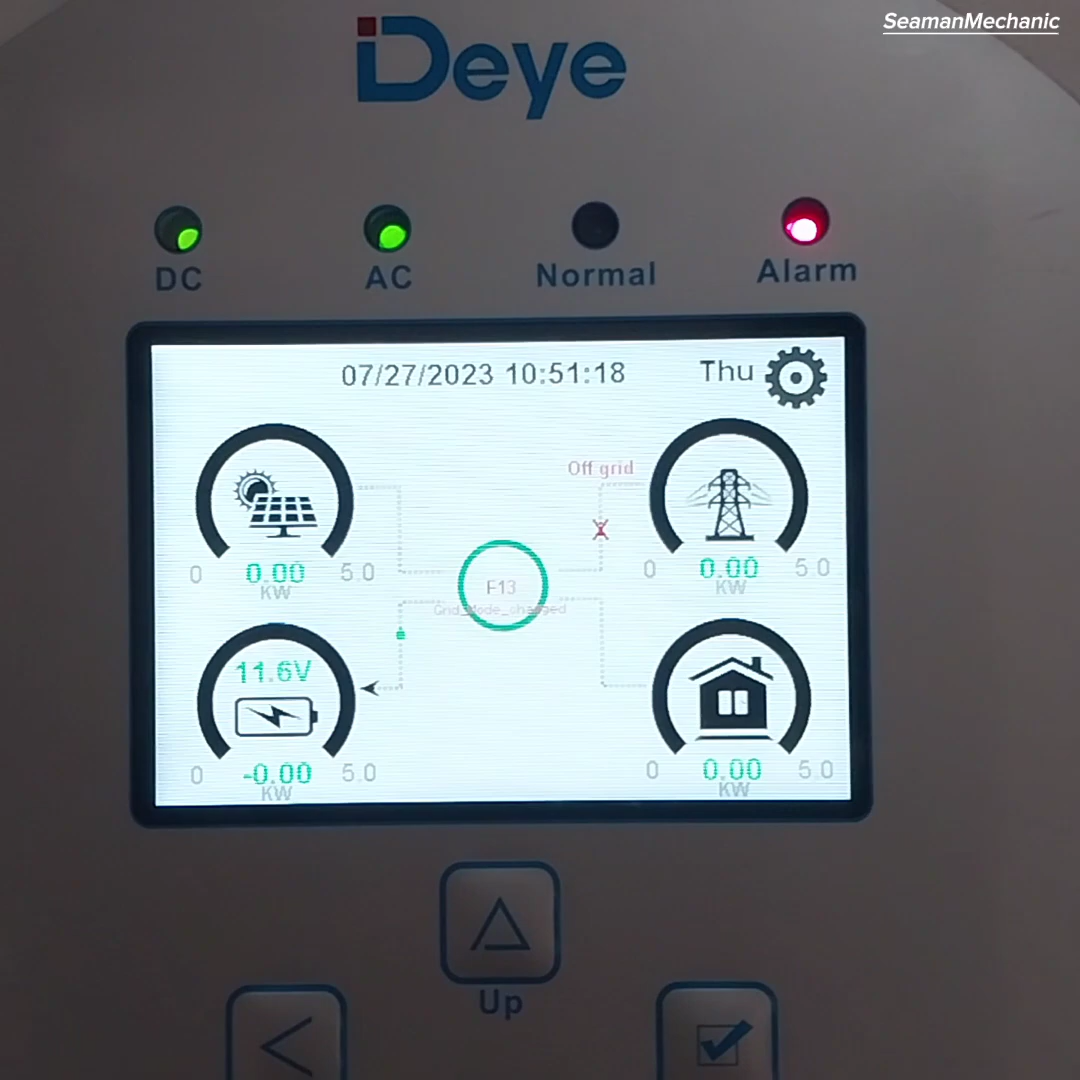 SeamanMechanic
Deye
DC
AC
Normal
Alarm
07/27/2023 10:51:18
Thu
Off grid
0
0.00
5.0
KW
0
0.00
5.0
KW
F13
Grid_Mode_changed
11.6V
0
-0.00
5.0
KW
0
0.00
5.0
KW
Up